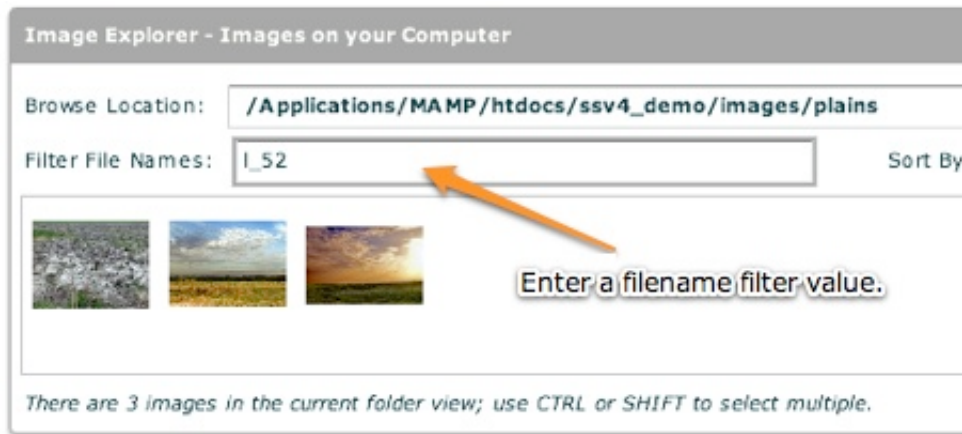 Image Explorer - Images on your Computer
Browse Location: /Applications/MAMP/htdocs/ssv4_demo/images/plains
Filter File Names: l_52 Sort By
Enter a filename filter value.
There are 3 images in the current folder view; use CTRL or SHIFT to select multiple.